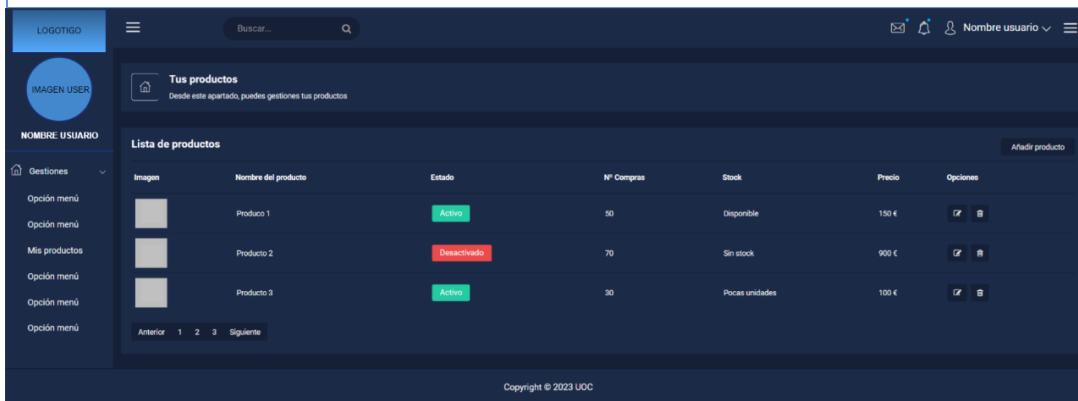 LOGOTIGO
Buscar...
Nombre usuario
IMAGEN USER
NOMBRE USUARIO
Gestiones
Opción menú
Opción menú
Mis productos
Opción menú
Opción menú
Opción menú
Tus productos
Desde este apartado, puedes gestiones tus productos
Lista de productos
Añadir producto
Imagen Nombre del producto Estado Nº Compras Stock Precio Opciones
Produco 1 Activo 50 Disponible 150 €
Producto 2 Desactivado 70 Sin stock 900 €
Producto 3 Activo 30 Pocas unidades 100 €
Anterior 1 2 3 Siguiente
Copyright © 2023 UOC